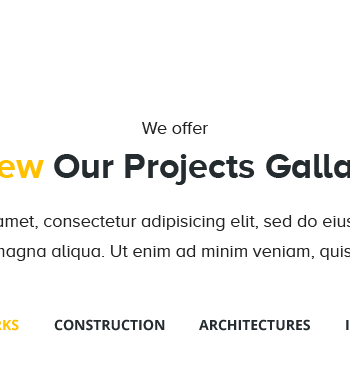 We offer
ew Our Projects Galla
amet, consectetur adipisicing elit, sed do eius
magna aliqua. Ut enim ad minim veniam, quis
RKS CONSTRUCTION ARCHITECTURES I